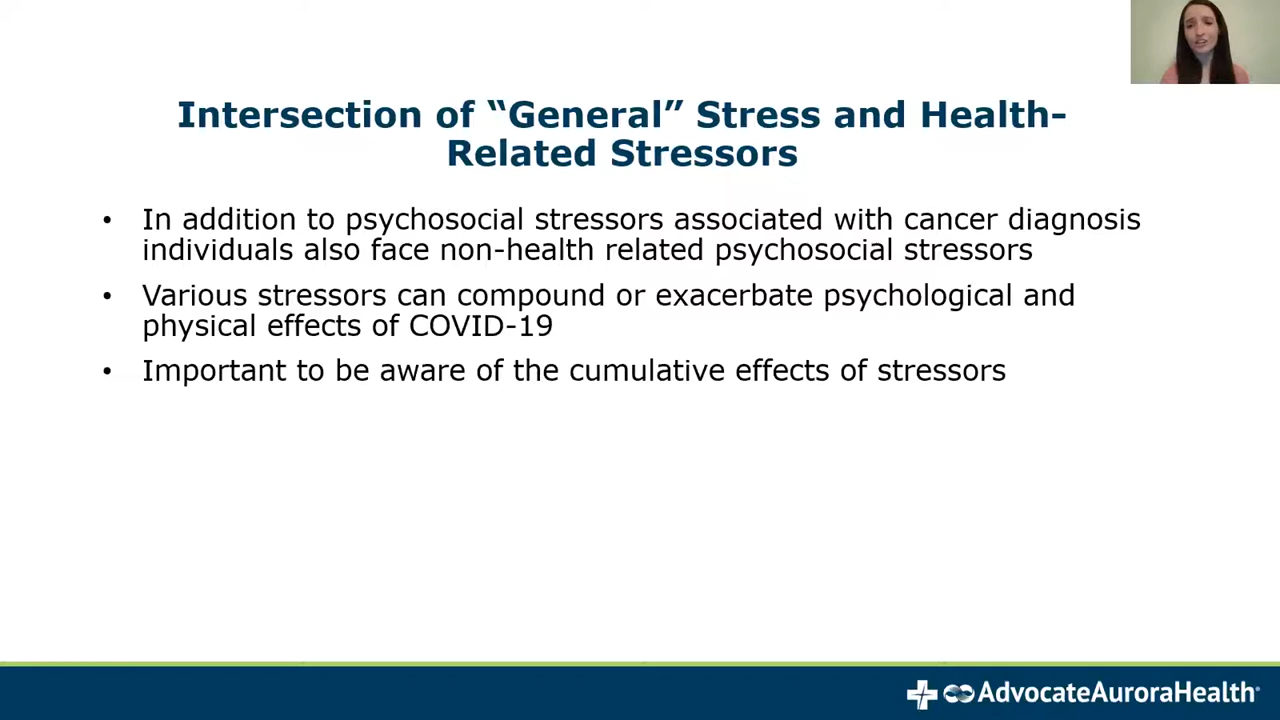 Intersection of “General” Stress and Health-
Related Stressors
• In addition to psychosocial stressors associated with cancer diagnosis
individuals also face non-health related psychosocial stressors
• Various stressors can compound or exacerbate psychological and
physical effects of COVID-19
• Important to be aware of the cumulative effects of stressors
AdvocateAuroraHealth®